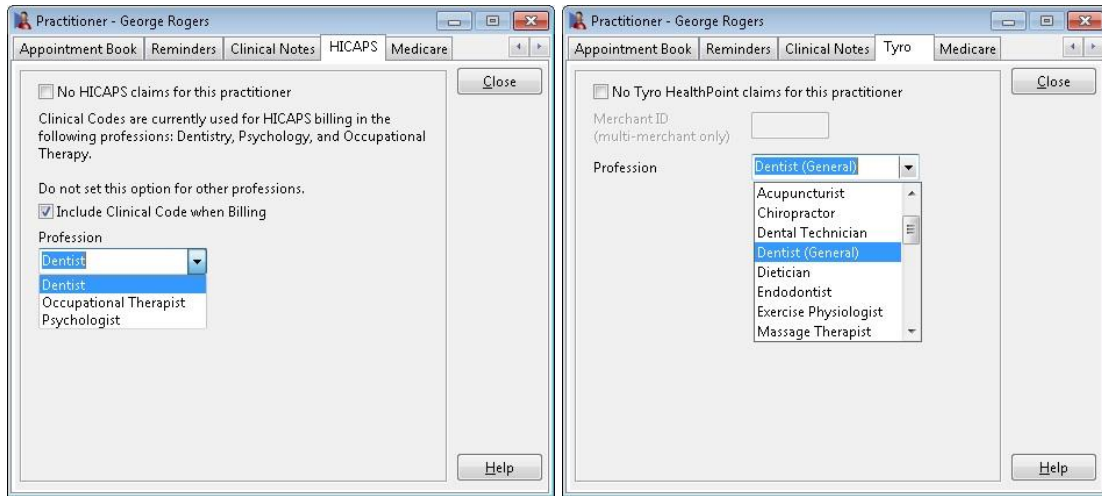 Practitioner - George Rogers
Appointment Book Reminders Clinical Notes HICAPS Medicare
Close
No HICAPS claims for this practitioner
Clinical Codes are currently used for HICAPS billing in the
following professions: Dentistry, Psychology, and Occupational
Therapy.
Do not set this option for other professions.
Include Clinical Code when Billing
Profession
Dentist
Dentist
Occupational Therapist
Psychologist
Help
Practitioner - George Rogers
Appointment Book Reminders Clinical Notes Tyro Medicare
Close
No Tyro HealthPoint claims for this practitioner
Merchant ID
(multi-merchant only)
Profession Dentist (General)
Acupuncturist
Chiropractor
Dental Technician
Dentist (General)
Dietician
Endodontist
Exercise Physiologist
Massage Therapist
Help